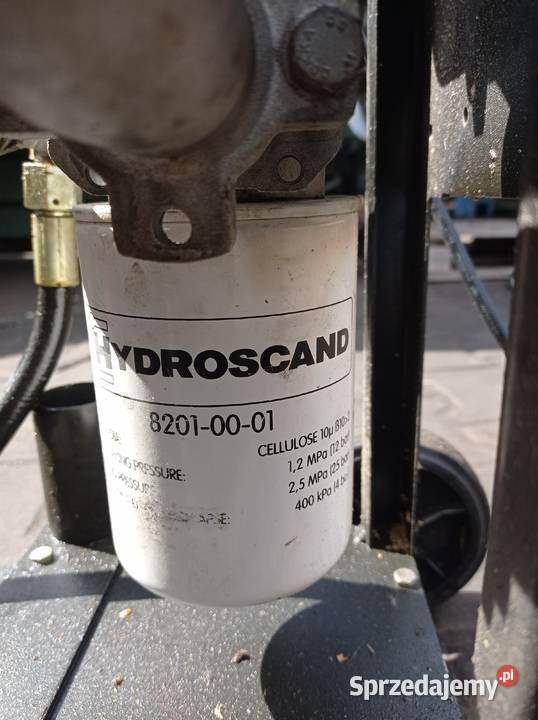 HYDROSCAND
8201-00-01
CELLULOSE 10µ
PRESSURE: 1,2 MPa (12 bar
2,5 MPa (25 bar
400 kPa (4
Sprzedajemy.pl